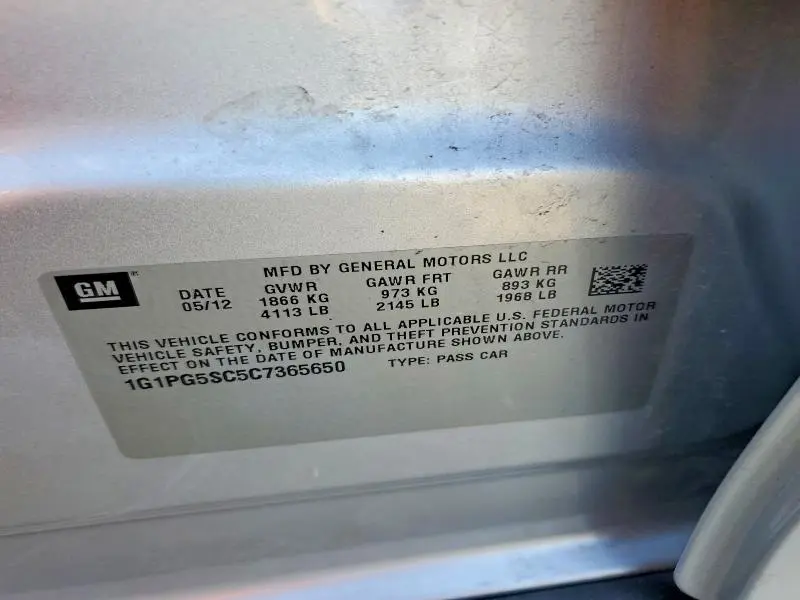 GM
MFD BY GENERAL MOTORS LLC
DATE GVWR GAWR FRT GAWR RR
05/12 1866 KG 973 KG 893 KG
4113 LB 2145 LB 1968 LB
THIS VEHICLE CONFORMS TO ALL APPLICABLE U.S. FEDERAL MOTOR
VEHICLE SAFETY, BUMPER, AND THEFT PREVENTION STANDARDS IN
EFFECT ON THE DATE OF MANUFACTURE SHOWN ABOVE.
1G1PG5SC5C7365650 TYPE: PASS CAR